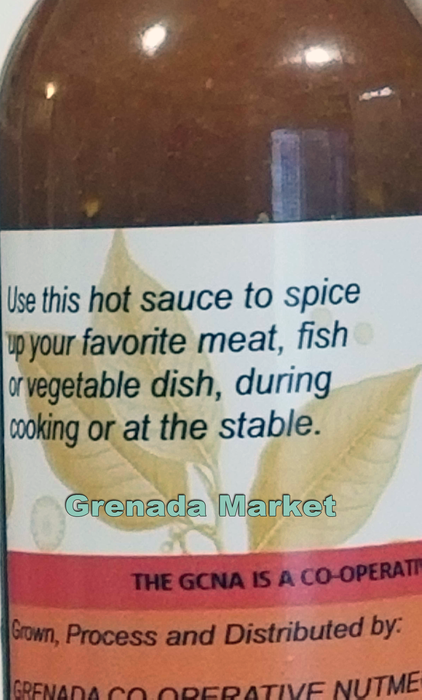 Use this hot sauce to spice
up your favorite meat, fish
or vegetable dish, during
cooking or at the stable.
Grenada Market
THE GCNA IS A CO-OPERATI
Grown, Process and Distributed by:
GRENADA CO OPERATIVE NUTME